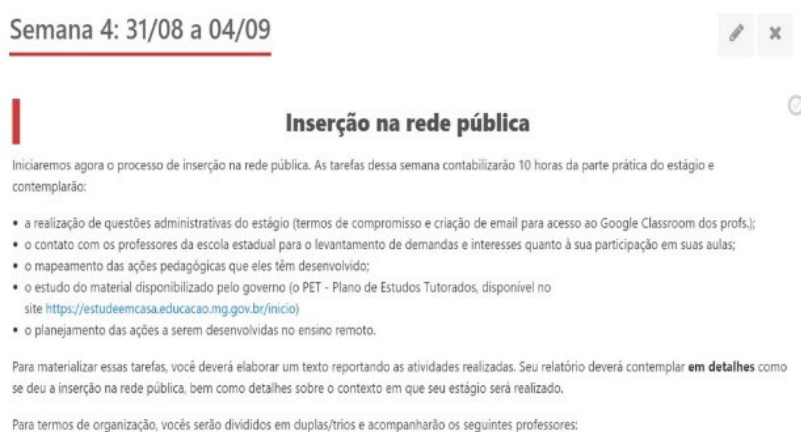 Semana 4: 31/08 a 04/09
Inserção na rede pública
Iniciaremos agora o processo de inserção na rede pública. As tarefas dessa semana contabilizarão 10 horas da parte prática do estágio e
contemplarão:
• a realização de questões administrativas do estágio (termos de compromisso e criação de email para acesso ao Google Classroom dos profs.);
• o contato com os professores da escola estadual para o levantamento de demandas e interesses quanto à sua participação em suas aulas;
• o mapeamento das ações pedagógicas que eles têm desenvolvido;
• o estudo do material disponibilizado pelo governo (o PET - Plano de Estudos Tutorados, disponível no
site https://estudeemcasa.educacao.mg.gov.br/inicio)
• o planejamento das ações a serem desenvolvidas no ensino remoto.
Para materializar essas tarefas, você deverá elaborar um texto reportando as atividades realizadas. Seu relatório deverá contemplar em detalhes como
se deu a inserção na rede pública, bem como detalhes sobre o contexto em que seu estágio será realizado.
Para termos de organização, vocês serão divididos em duplas/trios e acompanharão os seguintes professores: